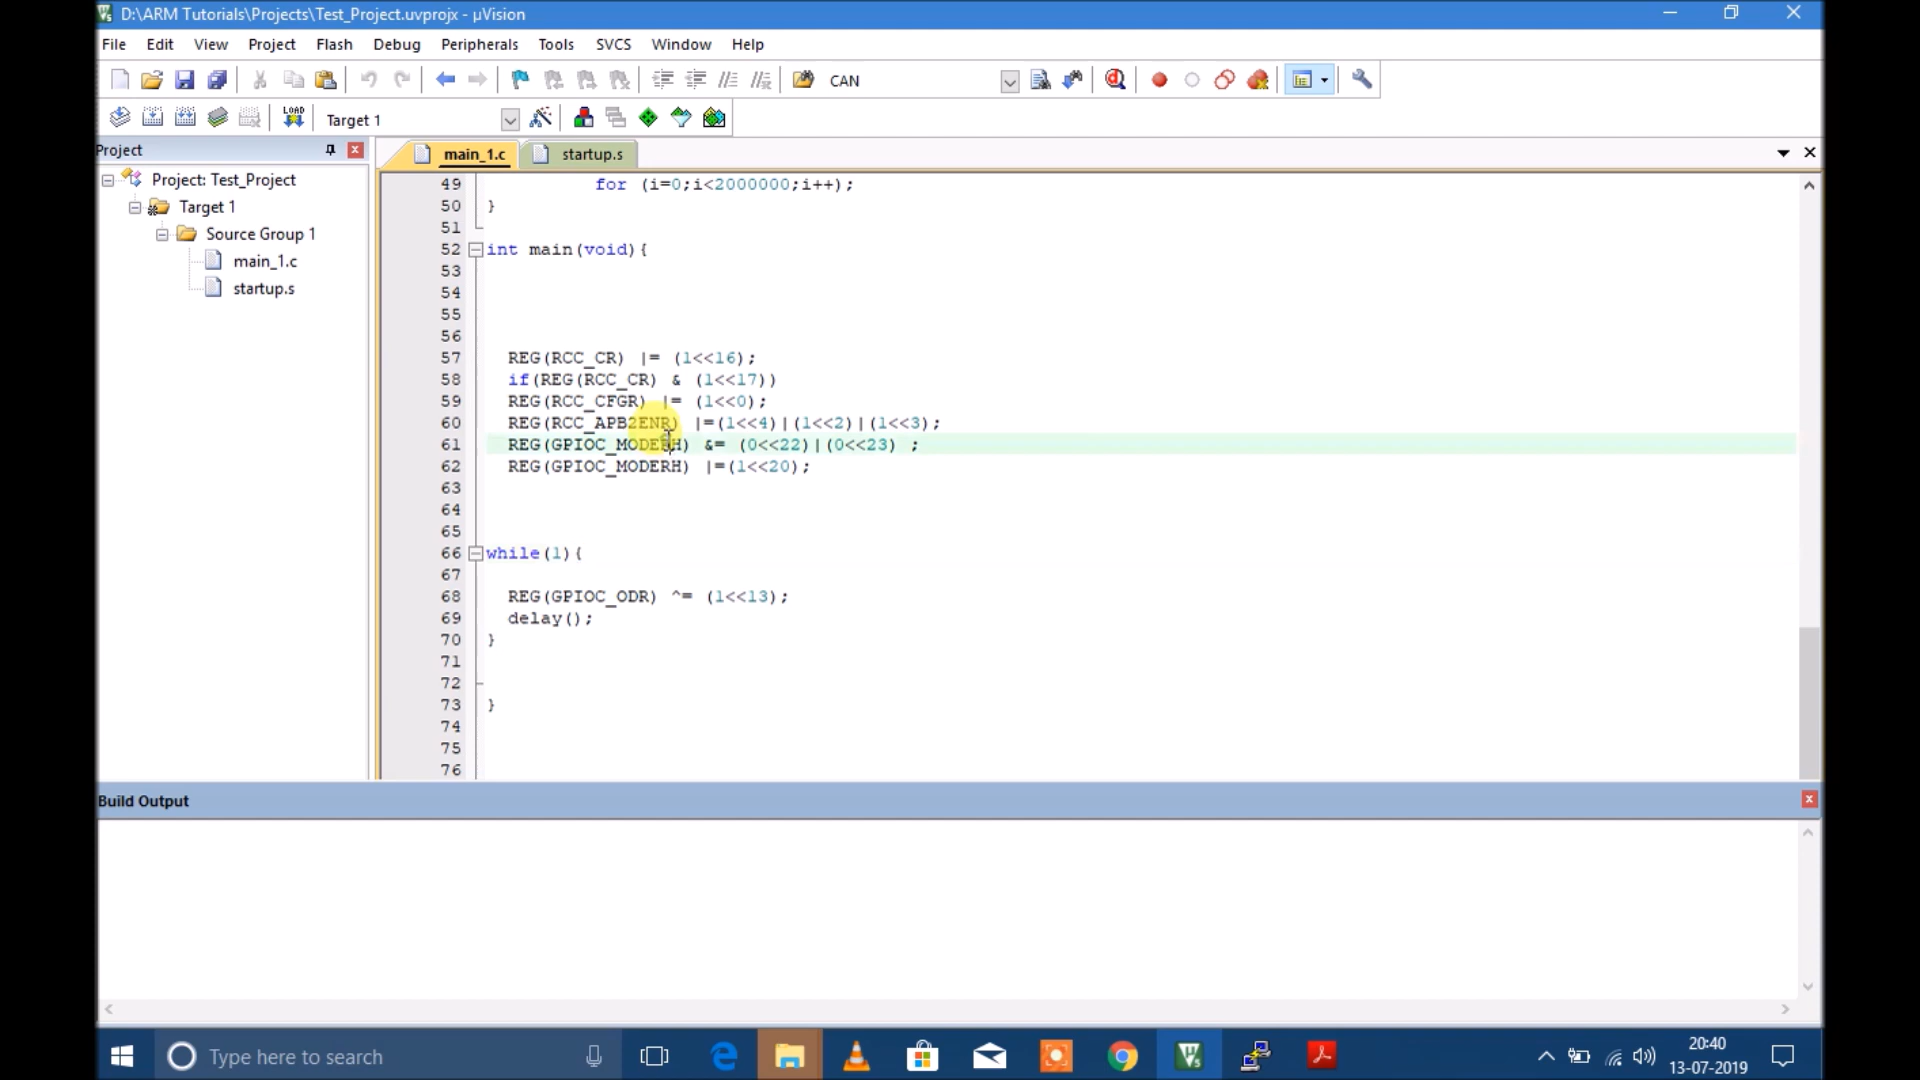 D:\ARM Tutorials\Projects\Test_Project.uvprojx - µVision
File Edit View Project Flash Debug Peripherals Tools SVCS Window Help
CAN
LOAD Target 1
Project
main_1.c startup.s
Project: Test_Project
Target 1
Source Group 1
main_1.c
startup.s
49 for (i=0;i<2000000;i++);
50 }
51
52 int main(void){
53
54
55
56
57 REG(RCC_CR) |= (1<<16);
58 if(REG(RCC_CR) & (1<<17))
59 REG(RCC_CFGR) |= (1<<0);
60 REG(RCC_APB2ENR) |=(1<<4)|(1<<2)|(1<<3);
61 REG(GPIOC_MODERH) &= (0<<22)|(0<<23) ;
62 REG(GPIOC_MODERH) |=(1<<20);
63
64
65
66 while(1){
67
68 REG(GPIOC_ODR) ^= (1<<13);
69 delay();
70 }
71
72
73 }
74
75
76
Build Output
Type here to search
20:40
13-07-2019